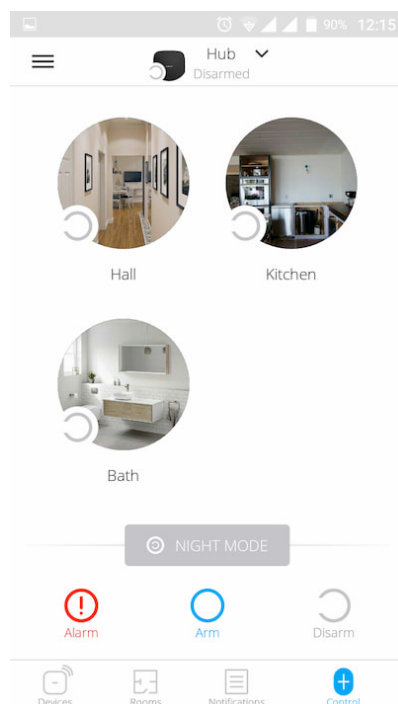 90% 12:15
Hub
Disarmed
Hall
Kitchen
Bath
NIGHT MODE
Alarm
Arm
Disarm
Devices
Rooms
Notifications
Control